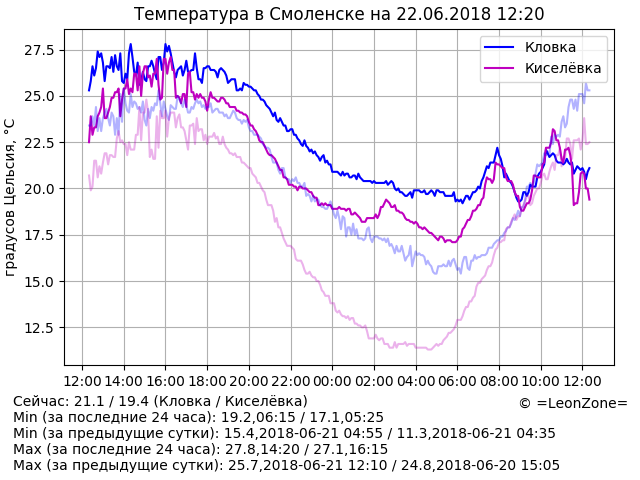 Температура в Смоленске на 22.06.2018 12:20
Кловка
Киселёвка
градусов Цельсия, °C
27.5
25.0
22.5
20.0
17.5
15.0
12.5
12:00 14:00 16:00 18:00 20:00 22:00 00:00 02:00 04:00 06:00 08:00 10:00 12:00
Сейчас: 21.1 / 19.4 (Кловка / Киселёвка)
© =LeonZone=
Min (за последние 24 часа): 19.2,06:15 / 17.1,05:25
Min (за предыдущие сутки): 15.4,2018-06-21 04:55 / 11.3,2018-06-21 04:35
Max (за последние 24 часа): 27.8,14:20 / 27.1,16:15
Max (за предыдущие сутки): 25.7,2018-06-21 12:10 / 24.8,2018-06-20 15:05